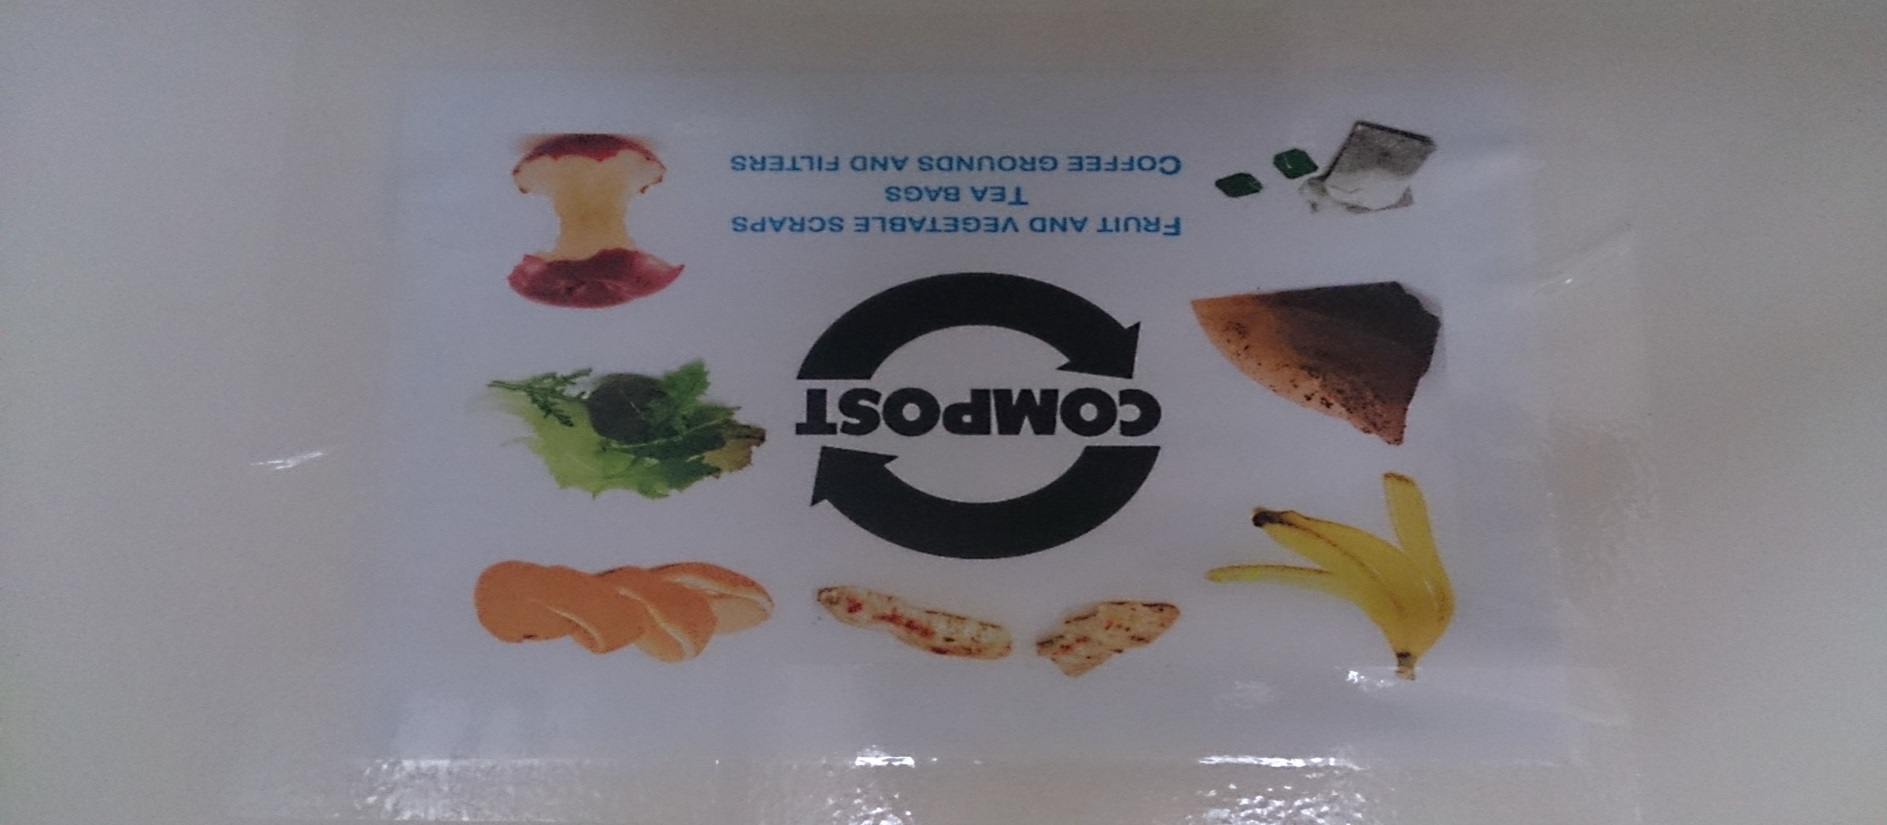 COMPOST
FRUIT AND VEGETABLE SCRAPS
TEA BAGS
COFFEE GROUNDS AND FILTERS